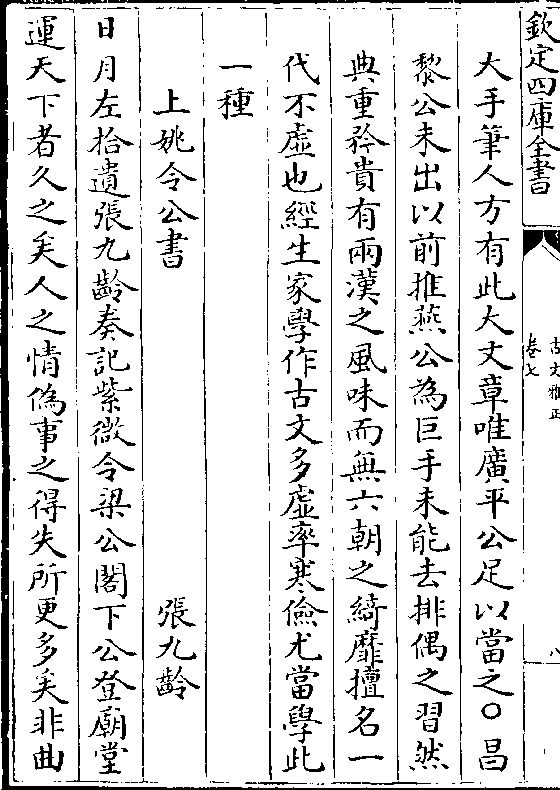 欽定四庫全書
古文雅正
卷七
八
大手筆人方有此大文章唯廣平公足以當之○昌
黎公未出以前推燕公為巨手未能去排偶之習然
典重矜貴有兩漢之風味而無六朝之綺靡擅名一
代不虛也經生家學作古文多虛率寒儉尤當學此
一種
上姚令公書　張九齡
日月左拾遺張九齡奏記紫微令梁公閣下公登廟堂
運天下者久之矣人之情偽事之得失所更多矣非曲